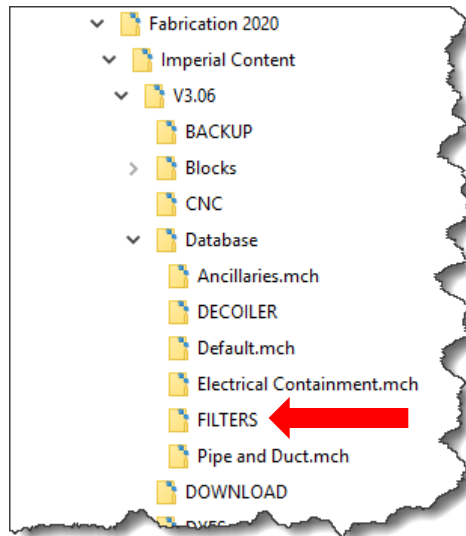 Fabrication 2020
Imperial Content
V3.06
BACKUP
Blocks
CNC
Database
Ancillaries.mch
DECOILER
Default.mch
Electrical Containment.mch
FILTERS
Pipe and Duct.mch
DOWNLOAD